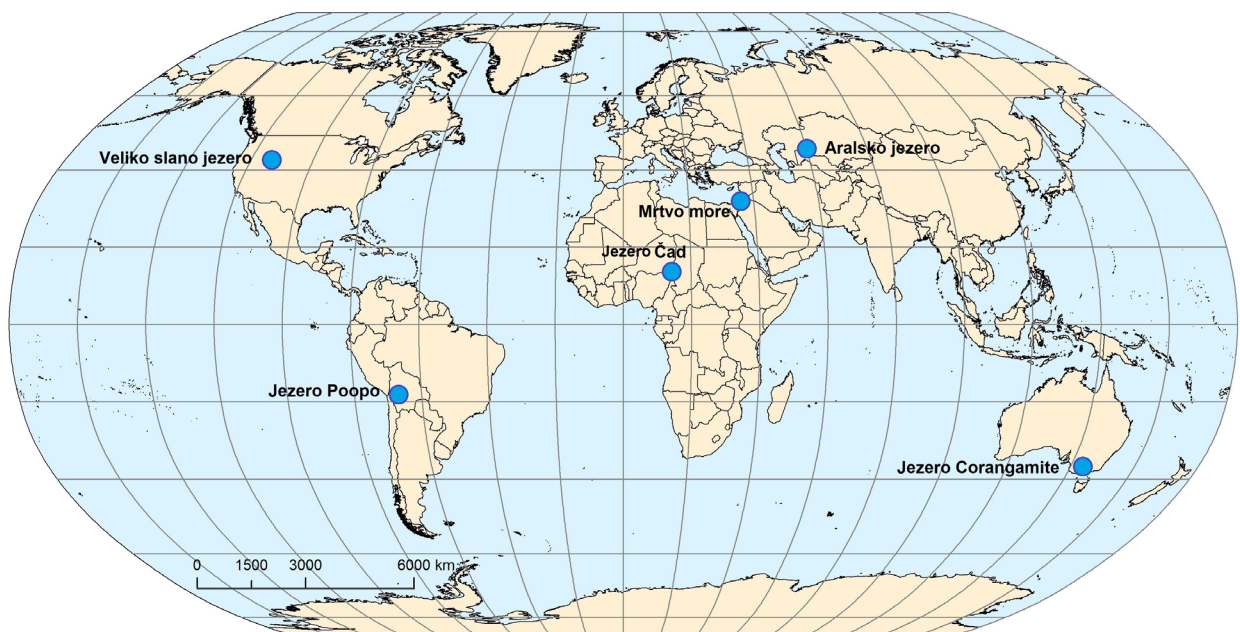 Veliko slano jezero
Aralsko jezero
Mrtvo more
Jezero Čad
Jezero Poopo
Jezero Corangamite
0 1500 3000 6000 km